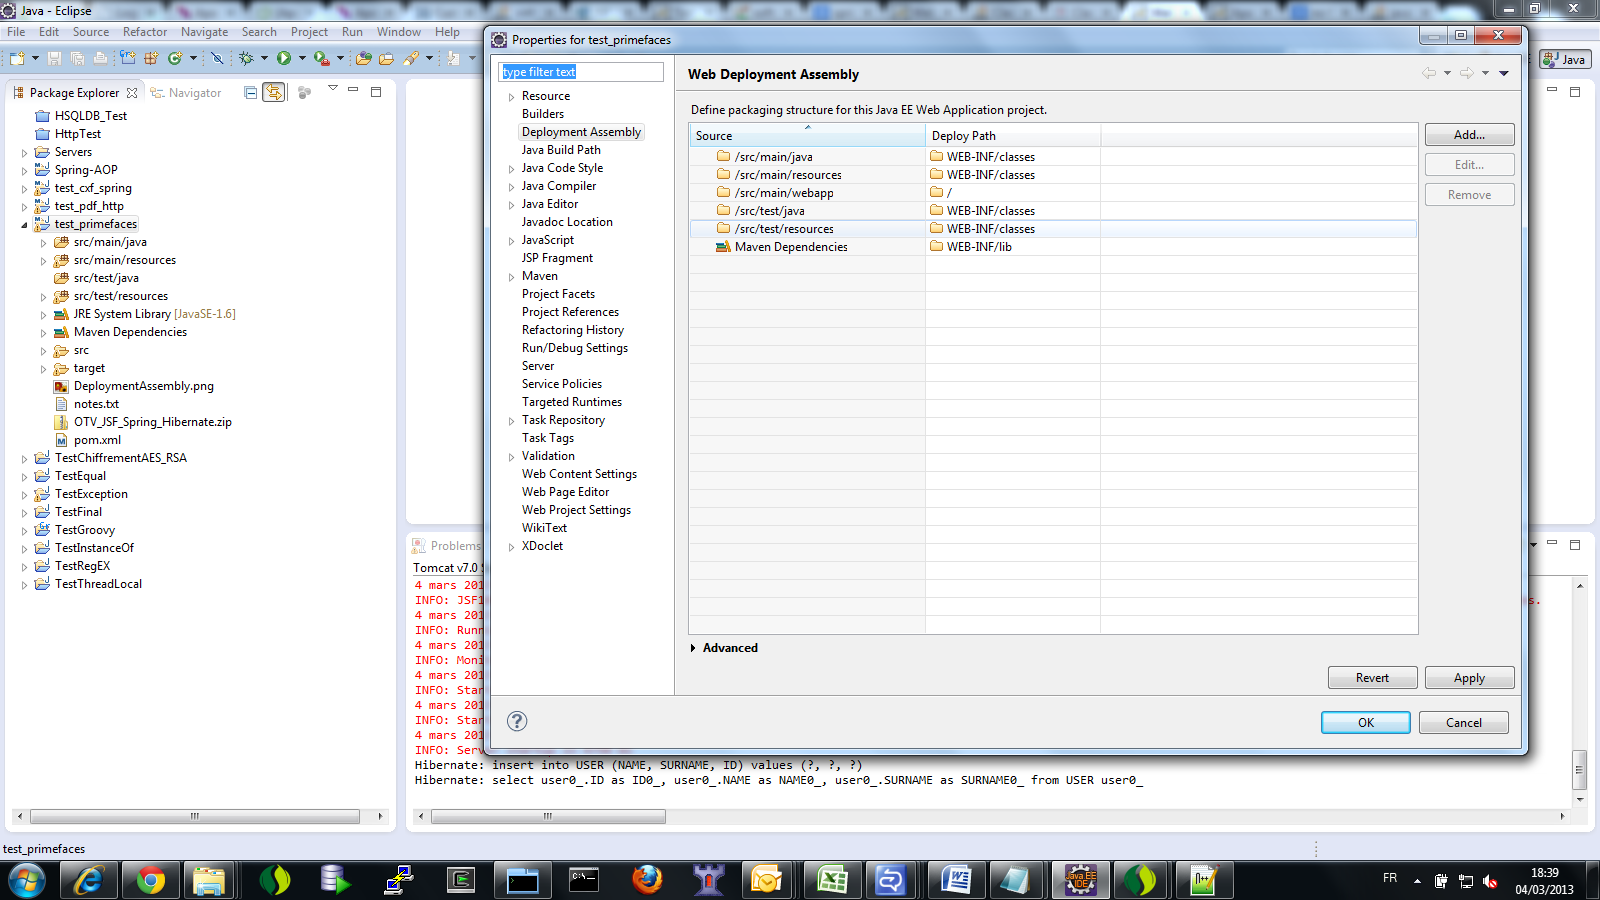 Java - Eclipse
File Edit Source Refactor Navigate Search Project Run Window Help
Java
Package Explorer
Navigator
HSQLDB_Test
HttpTest
Servers
Spring-AOP
test_cxf_spring
test_pdf_http
test_primefaces
src/main/java
src/main/resources
src/test/java
src/test/resources
JRE System Library [JavaSE-1.6]
Maven Dependencies
src
target
DeploymentAssembly.png
notes.txt
OTV_JSF_Spring_Hibernate.zip
pom.xml
TestChiffrementAES_RSA
TestEqual
TestException
TestFinal
TestGroovy
TestInstanceOf
TestRegEX
TestThreadLocal
Properties for test_primefaces
type filter text
Resource
Builders
Deployment Assembly
Java Build Path
Java Code Style
Java Compiler
Java Editor
Javadoc Location
JavaScript
JSP Fragment
Maven
Project Facets
Project References
Refactoring History
Run/Debug Settings
Server
Service Policies
Targeted Runtimes
Task Repository
Task Tags
Validation
Web Content Settings
Web Page Editor
Web Project Settings
WikiText
XDoclet
Web Deployment Assembly
Define packaging structure for this Java EE Web Application project.
Source Deploy Path
/src/main/java WEB-INF/classes
/src/main/resources WEB-INF/classes
/src/main/webapp /
/src/test/java WEB-INF/classes
/src/test/resources WEB-INF/classes
Maven Dependencies WEB-INF/lib
Add...
Edit...
Remove
Advanced
Revert Apply
OK Cancel
Problems
Tomcat v7.0
4 mars 201
INFO: JSF1
4 mars 201
INFO: Runn
4 mars 201
INFO: Moni
4 mars 201
INFO: Star
4 mars 201
INFO: Star
4 mars 201
INFO: Serv
Hibernate: insert into USER (NAME, SURNAME, ID) values (?, ?, ?)
Hibernate: select user0_.ID as ID0_, user0_.NAME as NAME0_, user0_.SURNAME as SURNAME0_ from USER user0_
test_primefaces
Java EE
IDE
FR
18:39
04/03/2013